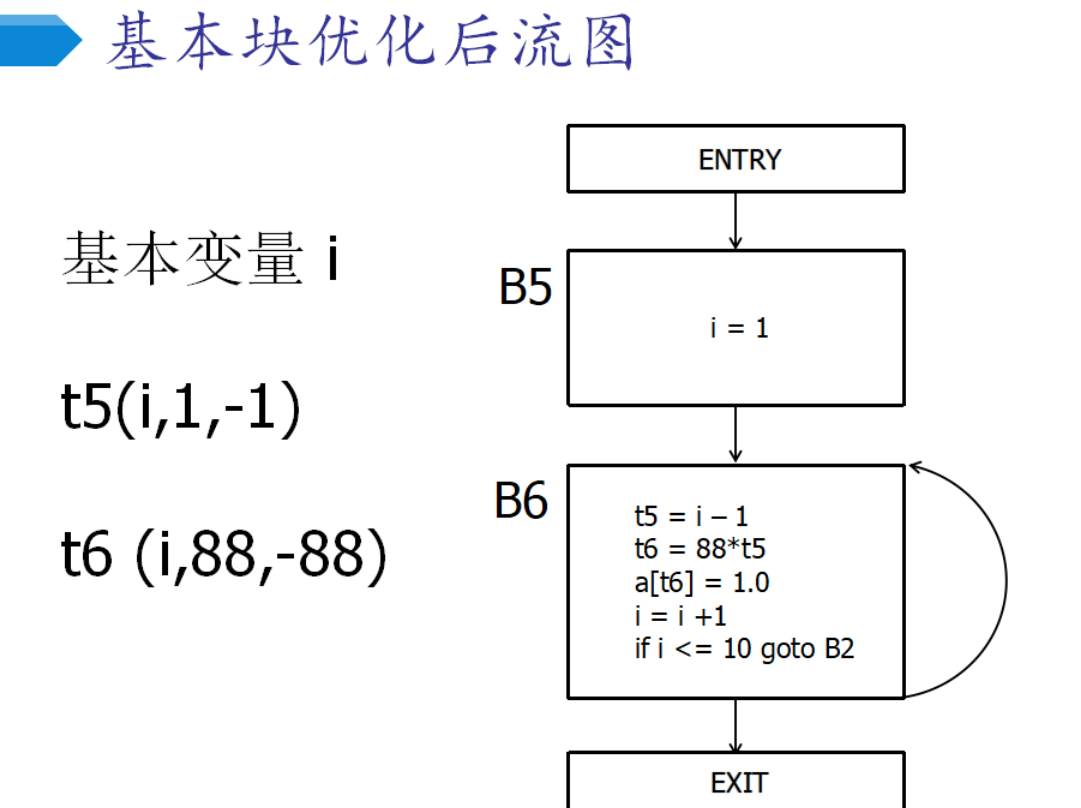 基本块优化后流图
基本变量 i
t5(i,1,-1)
t6 (i,88,-88)
ENTRY
B5
i = 1
B6
t5 = i – 1
t6 = 88*t5
a[t6] = 1.0
i = i +1
if i <= 10 goto B2
EXIT